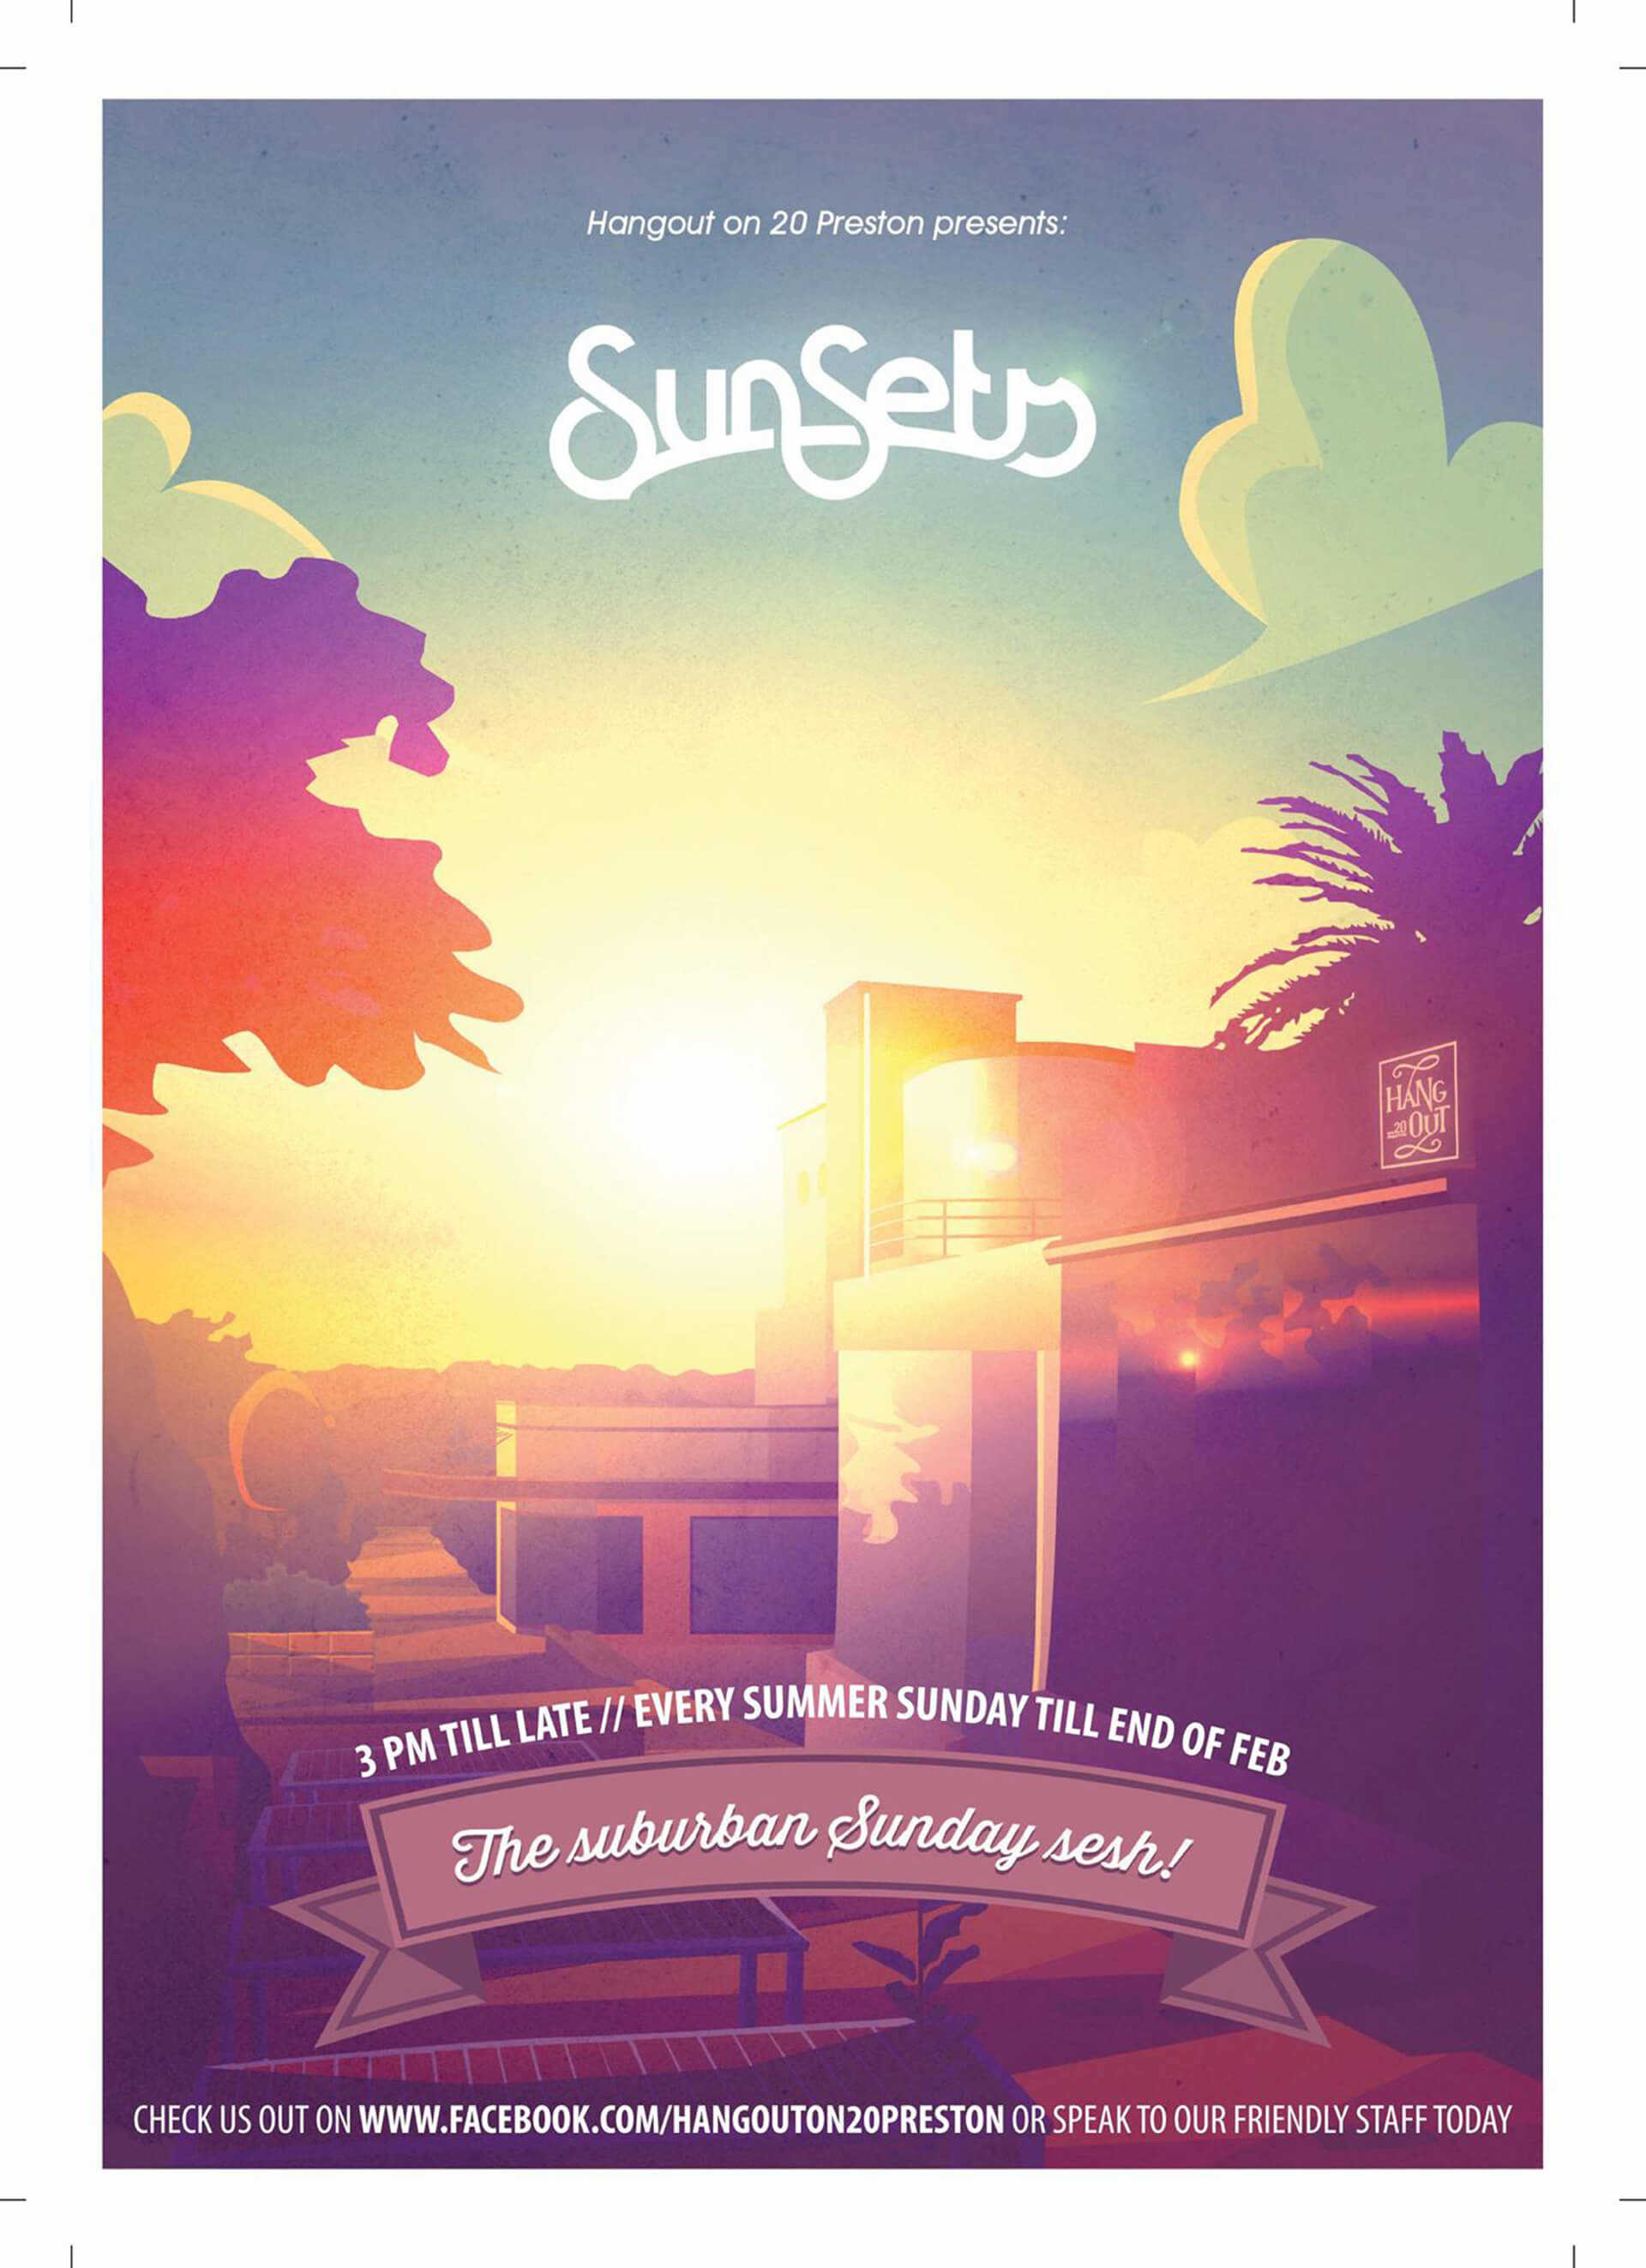 Hangout on 20 Preston presents:
SunSets
HANG
20 OUT
3 PM TILL LATE // EVERY SUMMER SUNDAY TILL END OF FEB
The suburban Sunday sesh!
CHECK US OUT ON WWW.FACEBOOK.COM/HANGOUTON20PRESTON OR SPEAK TO OUR FRIENDLY STAFF TODAY